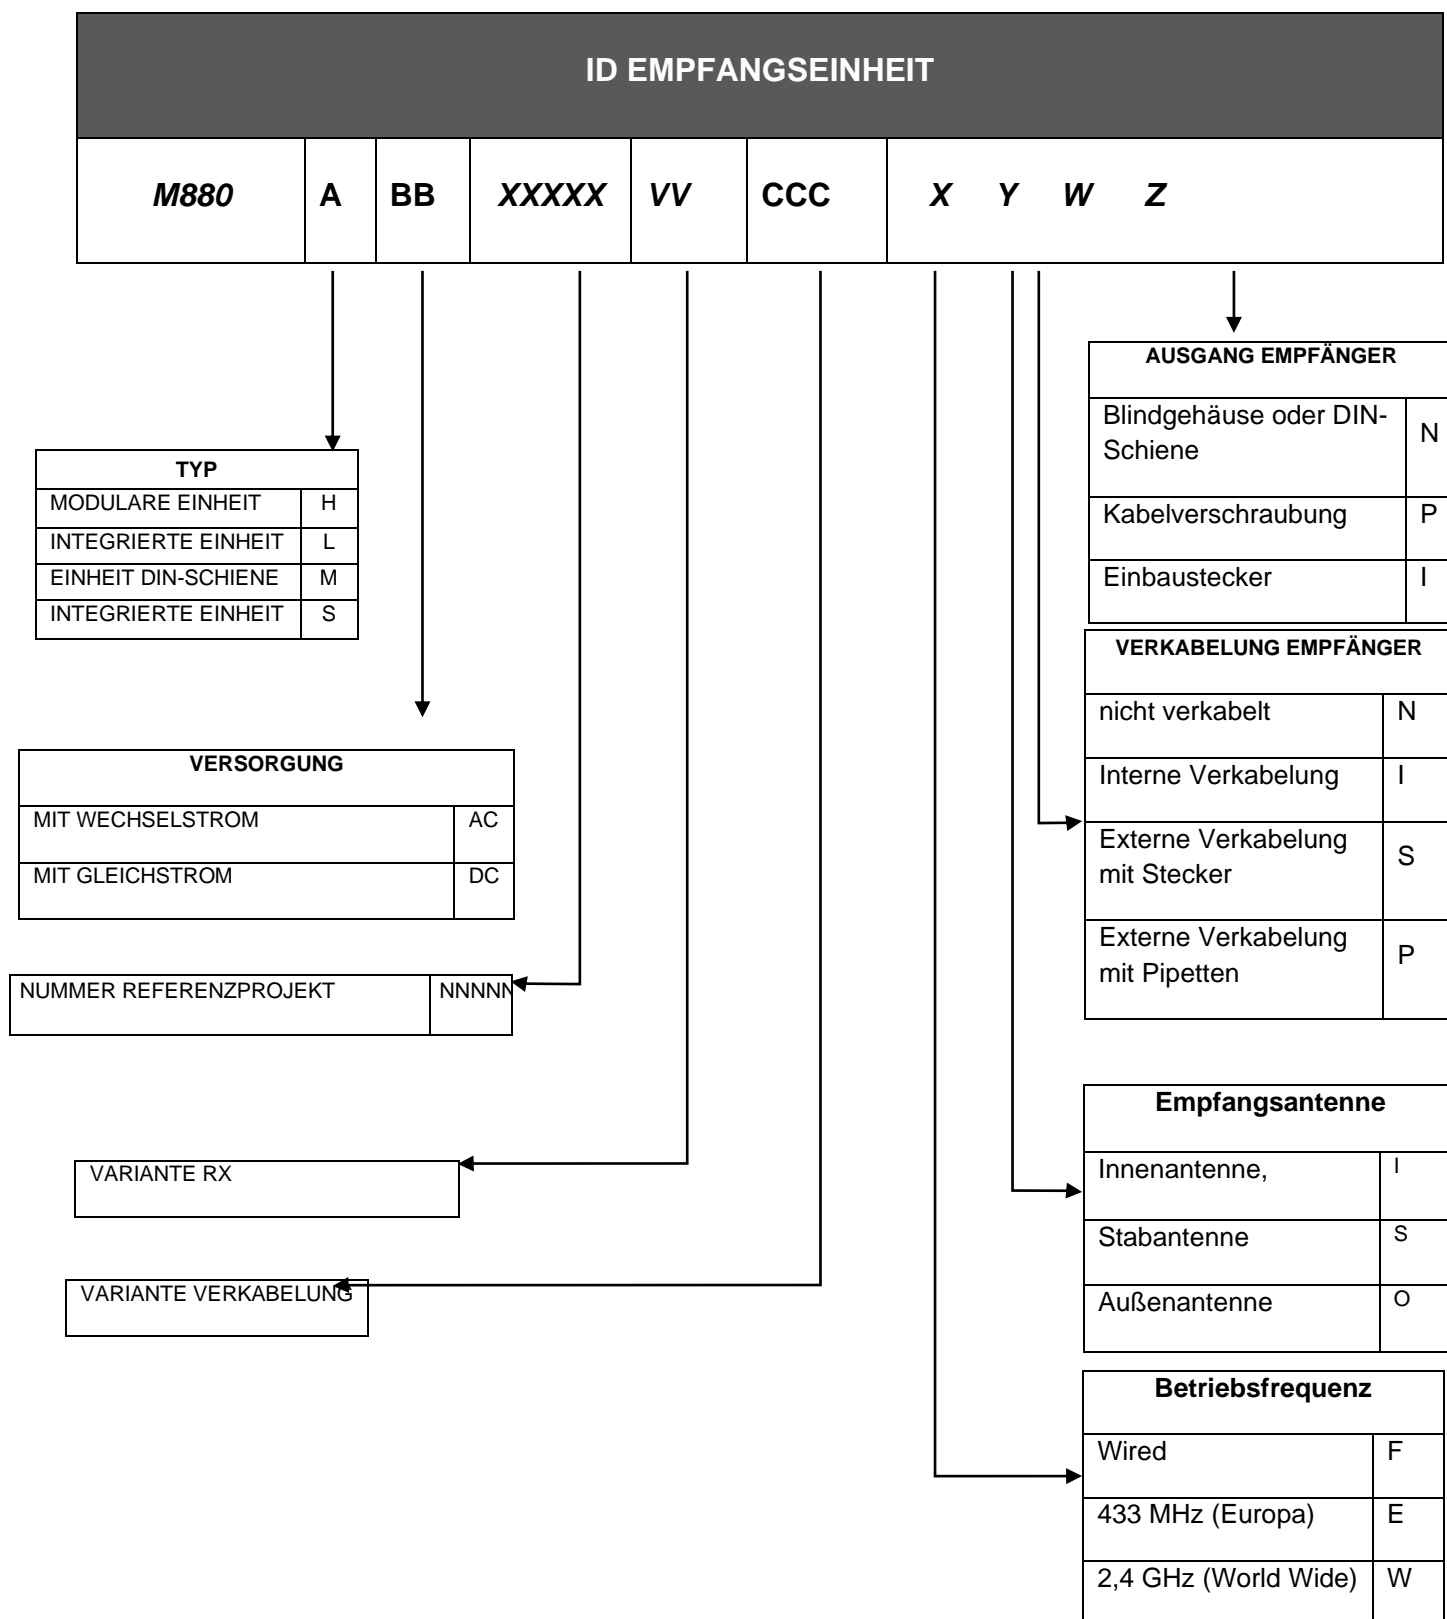 ID EMPFANGSEINHEIT
M880 A BB XXXXX VV CCC X Y W Z
AUSGANG EMPFÄNGER
Blindgehäuse oder DIN-
Schiene N
Kabelverschraubung P
Einbaustecker I
TYP
MODULARE EINHEIT H
INTEGRIERTE EINHEIT L
EINHEIT DIN-SCHIENE M
INTEGRIERTE EINHEIT S
VERKABELUNG EMPFÄNGER
nicht verkabelt N
Interne Verkabelung I
Externe Verkabelung
mit Stecker S
Externe Verkabelung
mit Pipetten P
VERSORGUNG
MIT WECHSELSTROM AC
MIT GLEICHSTROM DC
NUMMER REFERENZPROJEKT NNNNN
VARIANTE RX
VARIANTE VERKABELUNG
Empfangsantenne
Innenantenne, I
Stabantenne S
Außenantenne O
Betriebsfrequenz
Wired F
433 MHz (Europa) E
2,4 GHz (World Wide) W